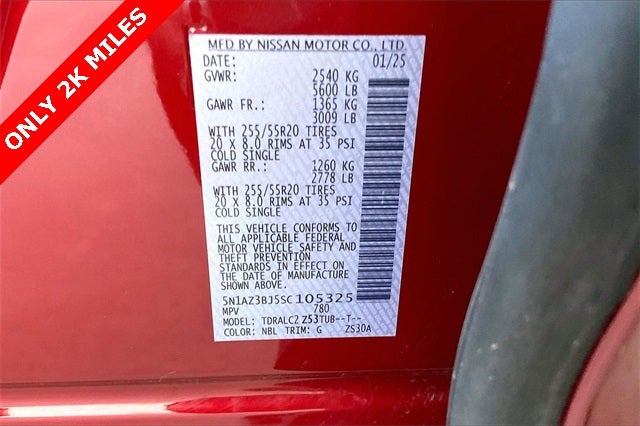 ONLY 2K MILES
MFD BY NISSAN MOTOR CO., LTD.
DATE: 01/25
GVWR: 2540 KG
5600 LB
GAWR FR.: 1365 KG
3009 LB
WITH 255/55R20 TIRES
20 X 8.0 RIMS AT 35 PSI
COLD SINGLE
GAWR RR.: 1260 KG
2778 LB
WITH 255/55R20 TIRES
20 X 8.0 RIMS AT 35 PSI
COLD SINGLE
THIS VEHICLE CONFORMS TO
ALL APPLICABLE FEDERAL
MOTOR VEHICLE SAFETY AND
THEFT PREVENTION
STANDARDS IN EFFECT ON
THE DATE OF MANUFACTURE
SHOWN ABOVE.
5N1AZ3BJ5SC105325
MPV 780
MODEL: TDRALC2 Z53TUB--T--
COLOR: NBL TRIM: G ZS30A